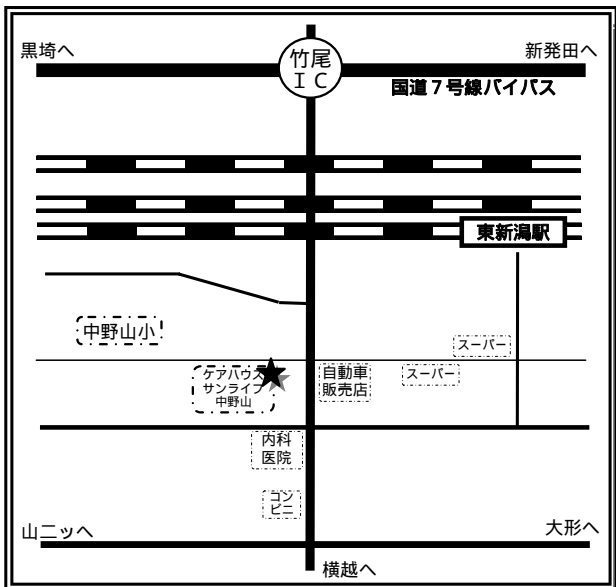 黒埼へ
竹尾
ＩＣ
新発田へ
国道７号線バイパス
東新潟駅
中野山小
スーパー
ケアハウス
サンライフ
中野山
自動車
販売店
スーパー
内科
医院
コン
ビニ
山二ッへ
大形へ
横越へ